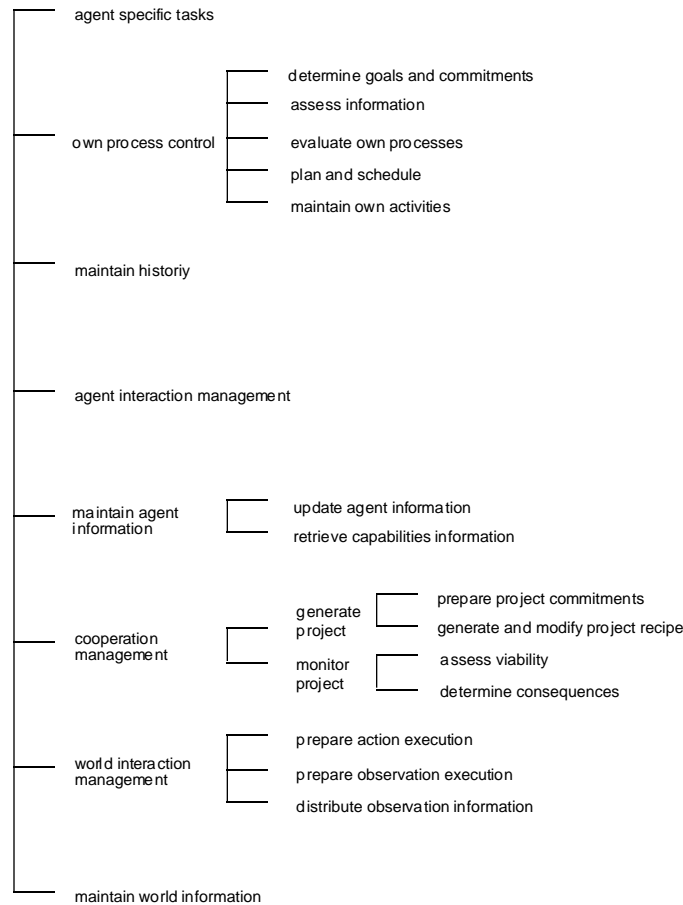 agent specific tasks
determine goals and commitments
assess information
own process control
evaluate own processes
plan and schedule
maintain own activities
maintain historiy
agent interaction management
maintain agent
information
update agent information
retrieve capabilities information
cooperation
management
generate
project
prepare project commitments
generate and modify project recipe
monitor
project
assess viability
determine consequences
world interaction
management
prepare action execution
prepare observation execution
distribute observation information
maintain world information